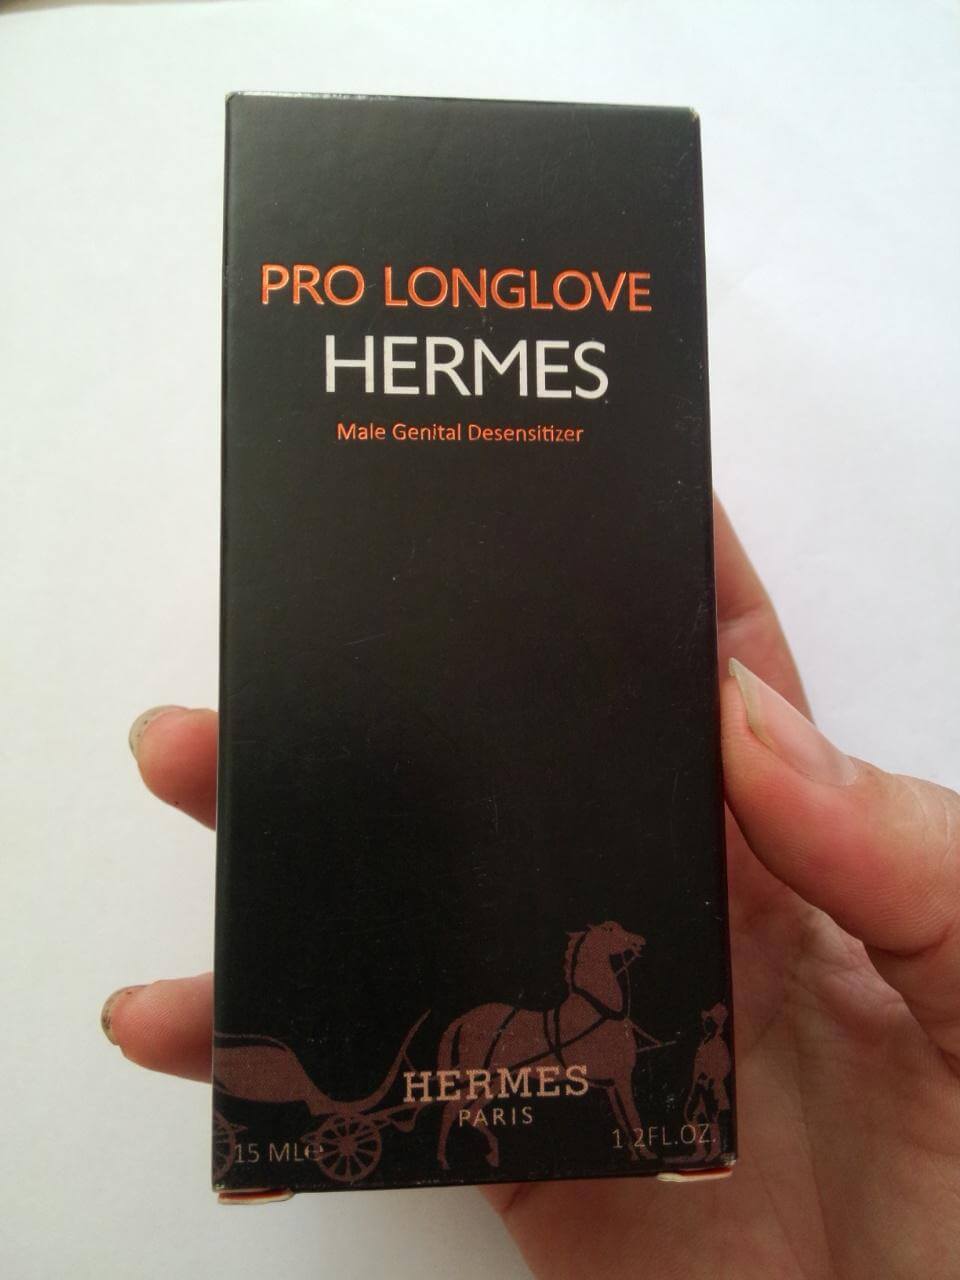 PRO LONGLOVE
HERMES
Male Genital Desensitizer
HERMES
PARIS
15 ML℮
1 2FL.OZ.